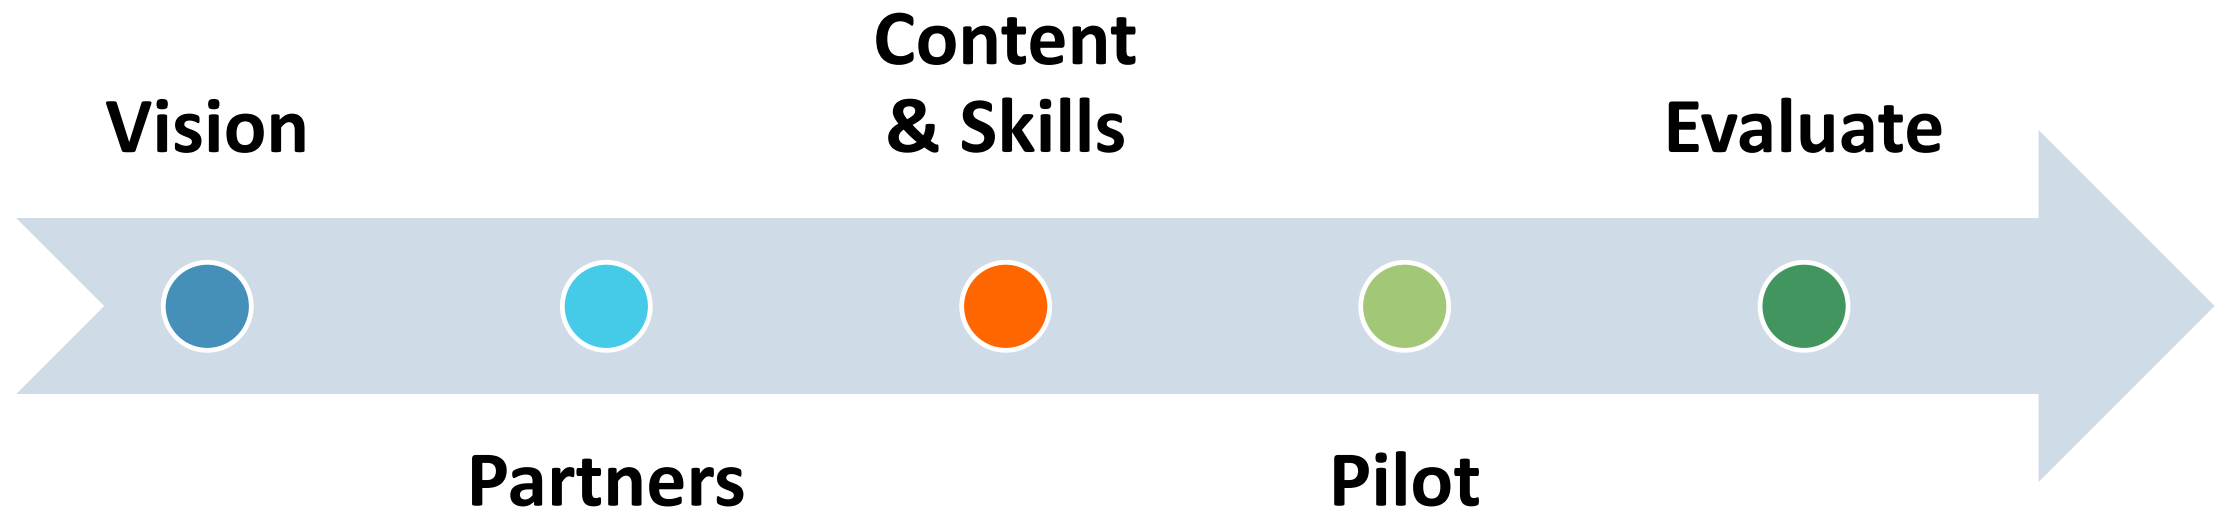 Vision
Partners
Content
& Skills
Pilot
Evaluate